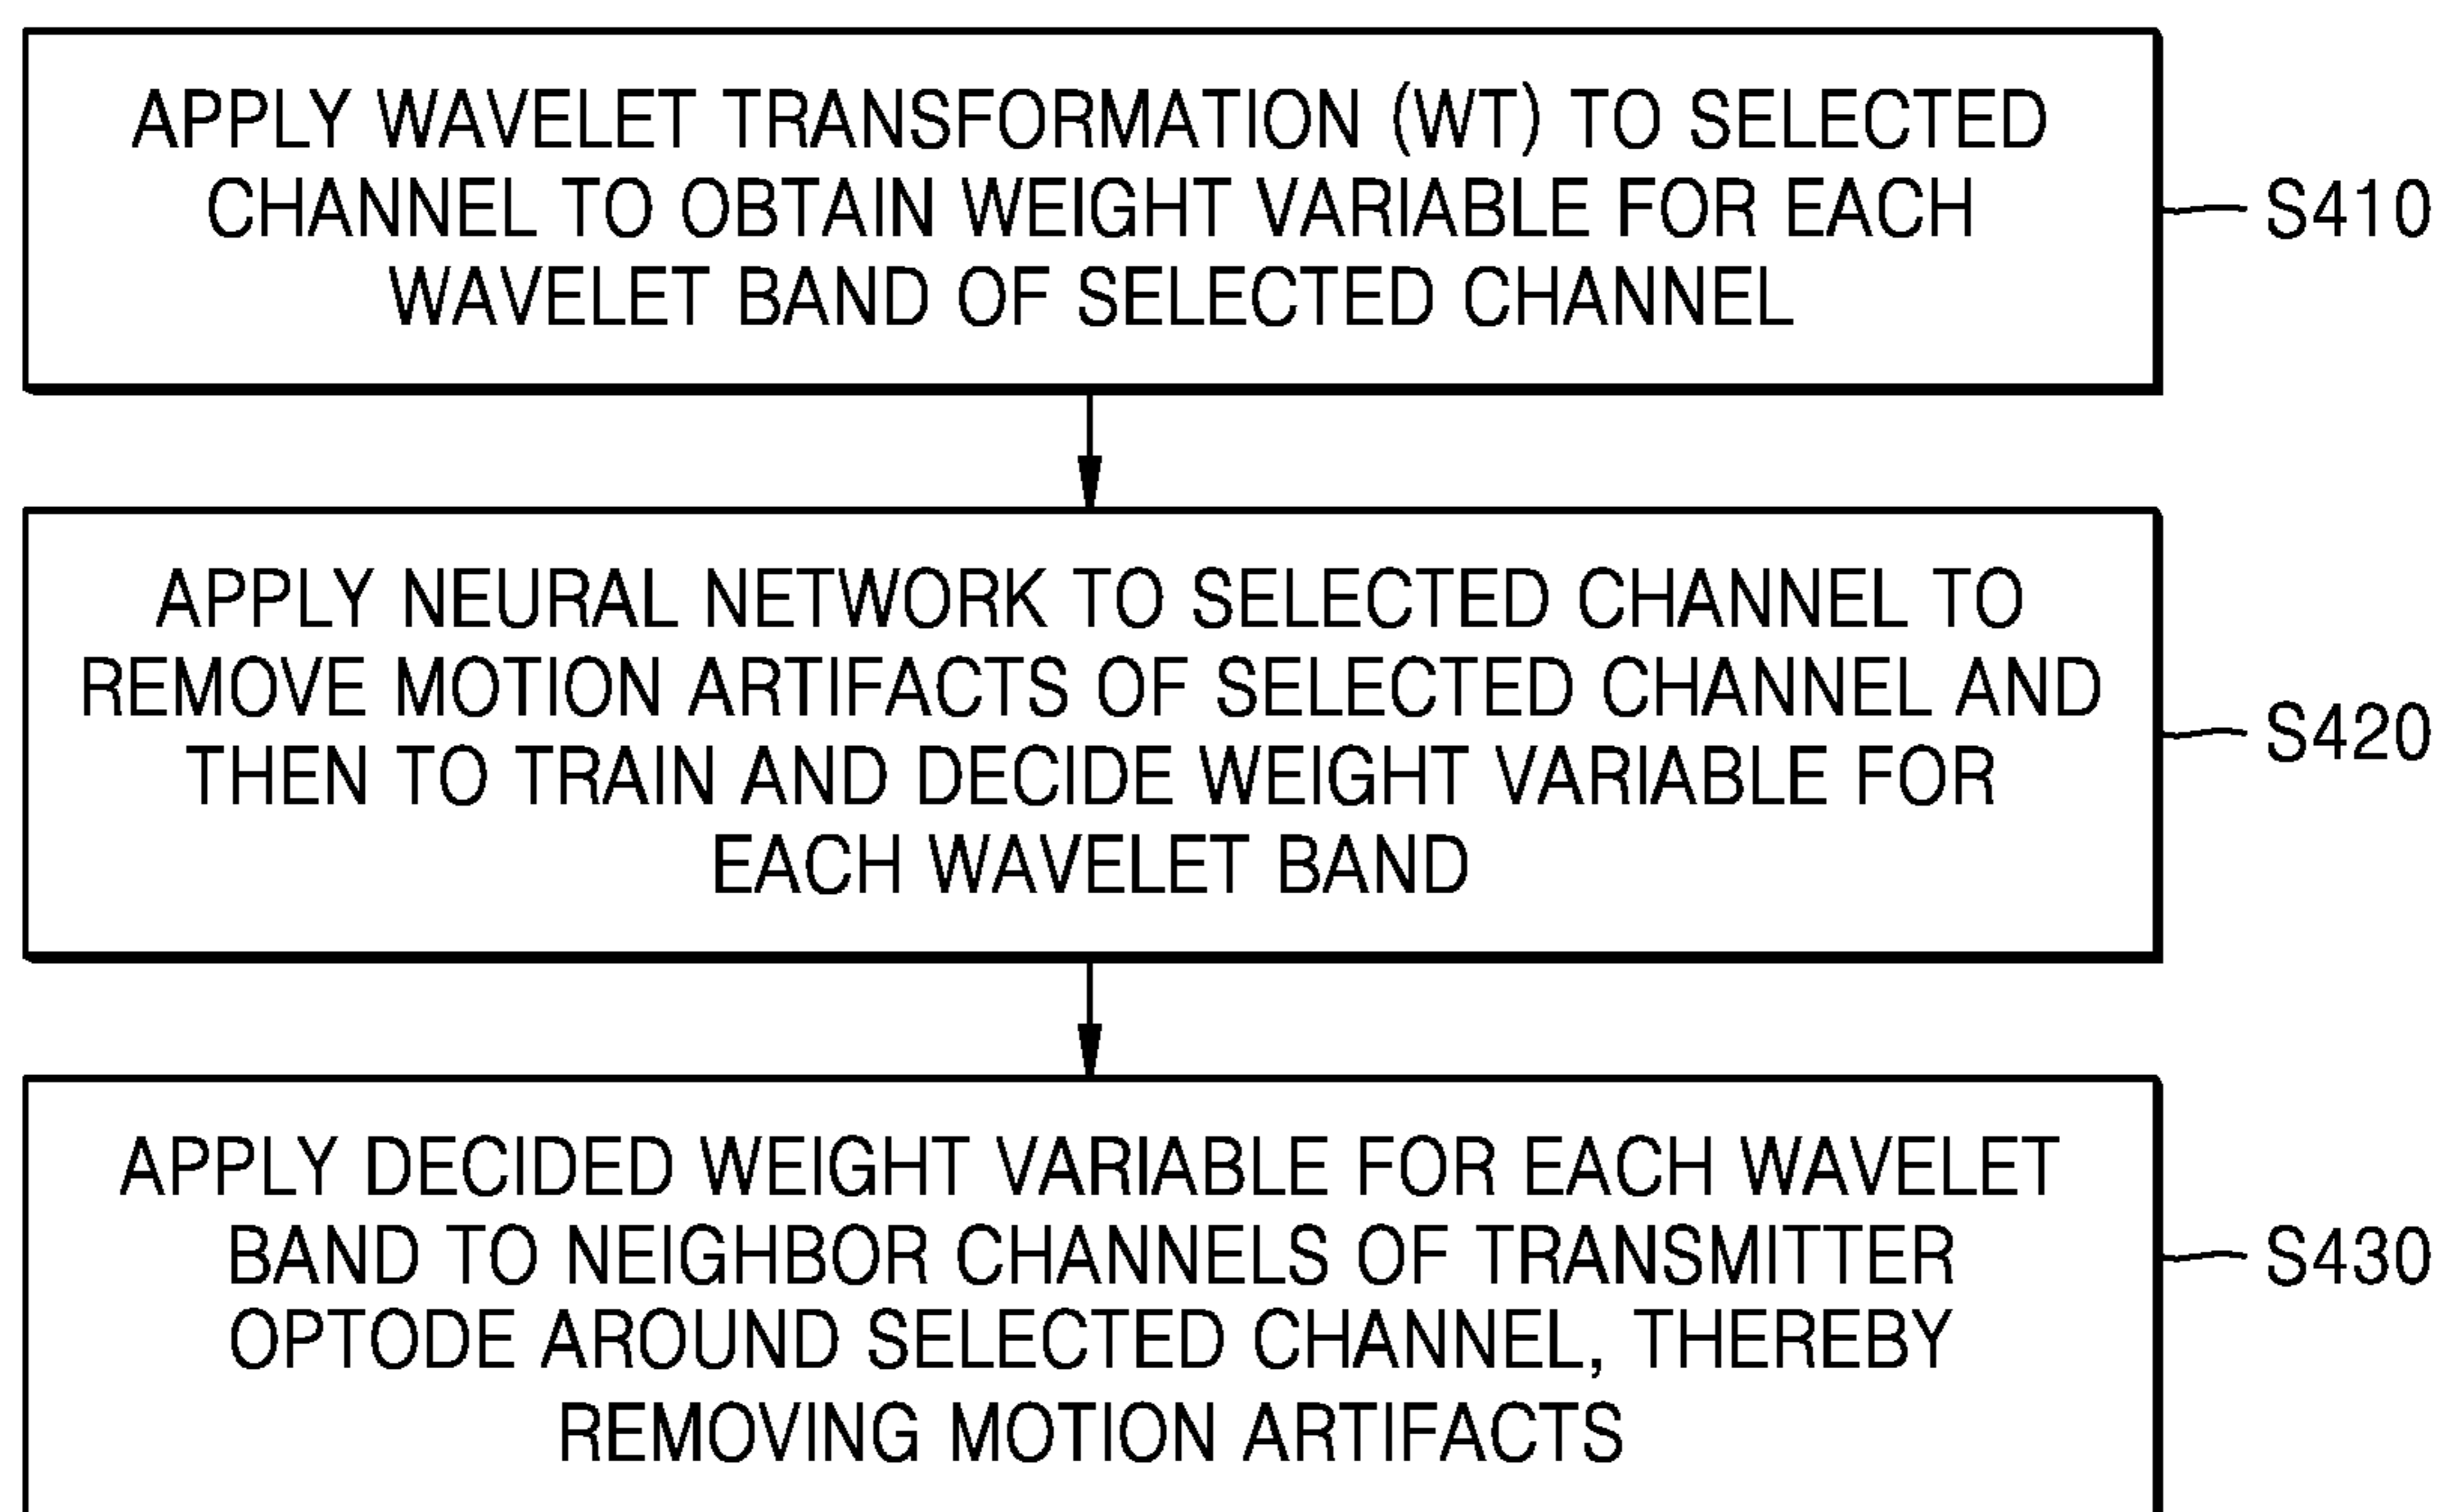 APPLY WAVELET TRANSFORMATION (WT) TO SELECTED
CHANNEL TO OBTAIN WEIGHT VARIABLE FOR EACH
WAVELET BAND OF SELECTED CHANNEL
S410
APPLY NEURAL NETWORK TO SELECTED CHANNEL TO
REMOVE MOTION ARTIFACTS OF SELECTED CHANNEL AND
THEN TO TRAIN AND DECIDE WEIGHT VARIABLE FOR
EACH WAVELET BAND
S420
APPLY DECIDED WEIGHT VARIABLE FOR EACH WAVELET
BAND TO NEIGHBOR CHANNELS OF TRANSMITTER
OPTODE AROUND SELECTED CHANNEL, THEREBY
REMOVING MOTION ARTIFACTS
S430